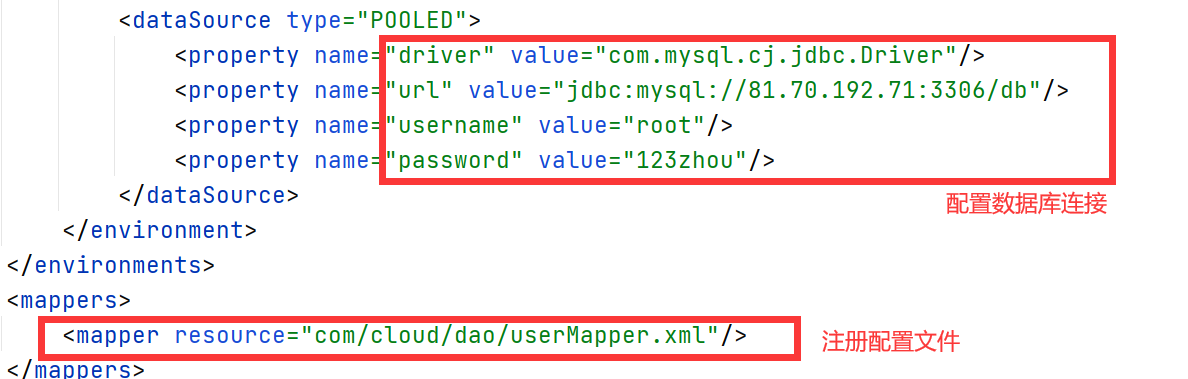 <dataSource type="POOLED">
<property name="driver" value="com.mysql.cj.jdbc.Driver"/>
<property name="url" value="jdbc:mysql://81.70.192.71:3306/db"/>
<property name="username" value="root"/>
<property name="password" value="123zhou"/>
</dataSource>
配置数据库连接
</environment>
</environments>
<mappers>
<mapper resource="com/cloud/dao/userMapper.xml"/>
注册配置文件
</mappers>